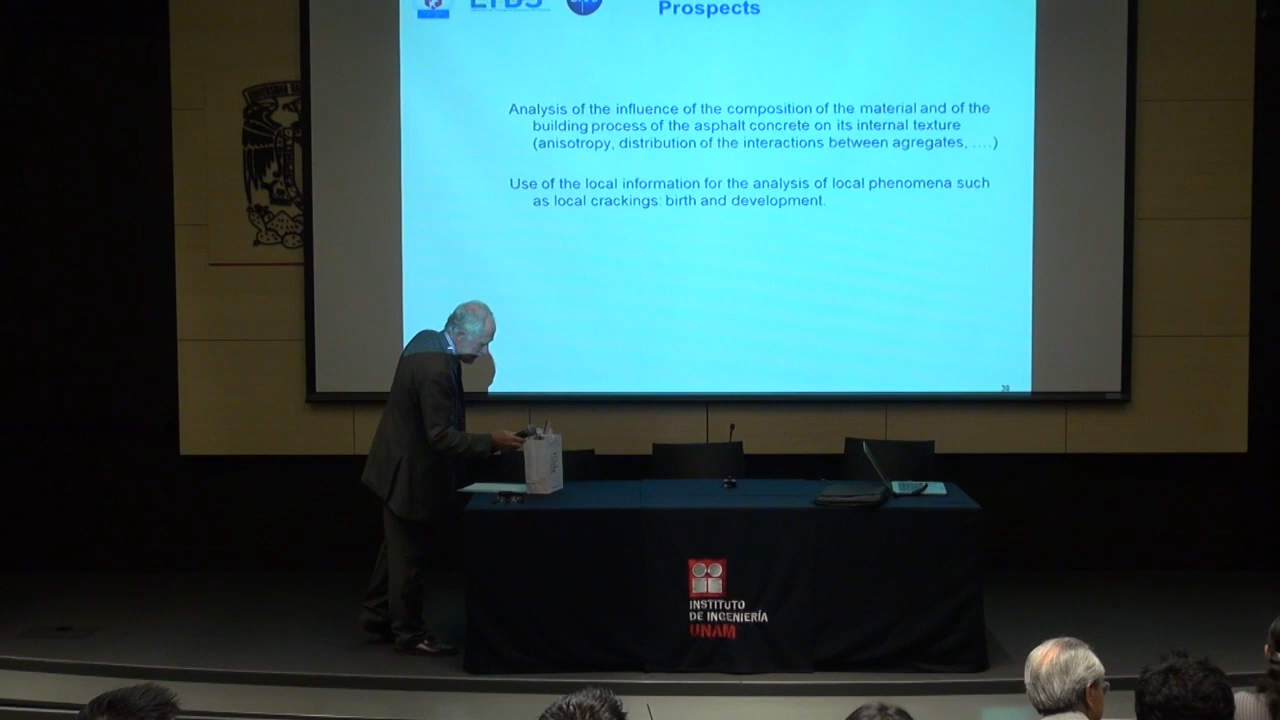 LTDS
Prospects
Analysis of the influence of the composition of the material and of the
building process of the asphalt concrete on its internal texture
(anisotropy, distribution of the interactions between agregates, ....)
Use of the local information for the analysis of local phenomena such
as local crackings: birth and development.
INSTITUTO
DE INGENIERÍA
UNAM